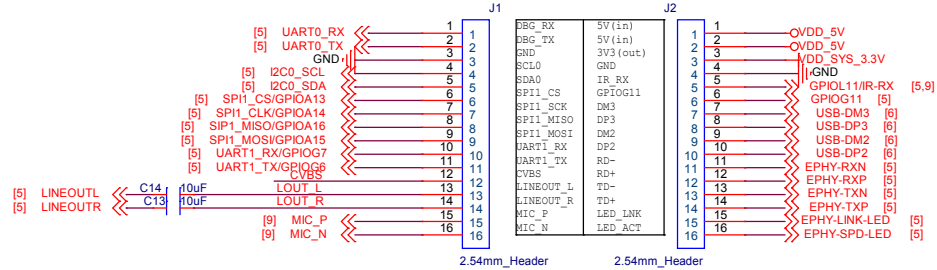 J1 J2
[5] UART0_RX 1 1 DBG_RX 5V(in) 1 1 VDD_5V
[5] UART0_TX 2 2 DBG_TX 5V(in) 2 2 VDD_5V
GND 3 3 GND 3V3(out) 3 3 VDD_SYS_3.3V
[5] I2C0_SCL 4 4 SCL0 GND 4 4 GND
[5] I2C0_SDA 5 5 SDA0 IR_RX 5 5 GPIOL11/IR-RX [5,9]
[5] SPI1_CS/GPIOA13 6 6 SPI1_CS GPIOG11 6 6 GPIOG11 [5]
[5] SPI1_CLK/GPIOA14 7 7 SPI1_SCK DM3 7 7 USB-DM3 [6]
[5] SIP1_MISO/GPIOA16 8 8 SPI1_MISO DP3 8 8 USB-DP3 [6]
[5] SPI1_MOSI/GPIOA15 9 9 SPI1_MOSI DM2 9 9 USB-DM2 [6]
[5] UART1_RX/GPIOG7 10 10 UART1_RX DP2 10 10 USB-DP2 [6]
[5] UART1_TX/GPIOG6 11 11 UART1_TX RD- 11 11 EPHY-RXN [5]
CVBS 12 12 CVBS RD+ 12 12 EPHY-RXP [5]
[5] LINEOUTL C14 10uF LOUT_L 13 13 LINEOUT_L TD- 13 13 EPHY-TXN [5]
[5] LINEOUTR C13 10uF LOUT_R 14 14 LINEOUT_R TD+ 14 14 EPHY-TXP [5]
[9] MIC_P 15 15 MIC_P LED_LNK 15 15 EPHY-LINK-LED [5]
[9] MIC_N 16 16 MIC_N LED_ACT 16 16 EPHY-SPD-LED [5]
2.54mm_Header 2.54mm_Header